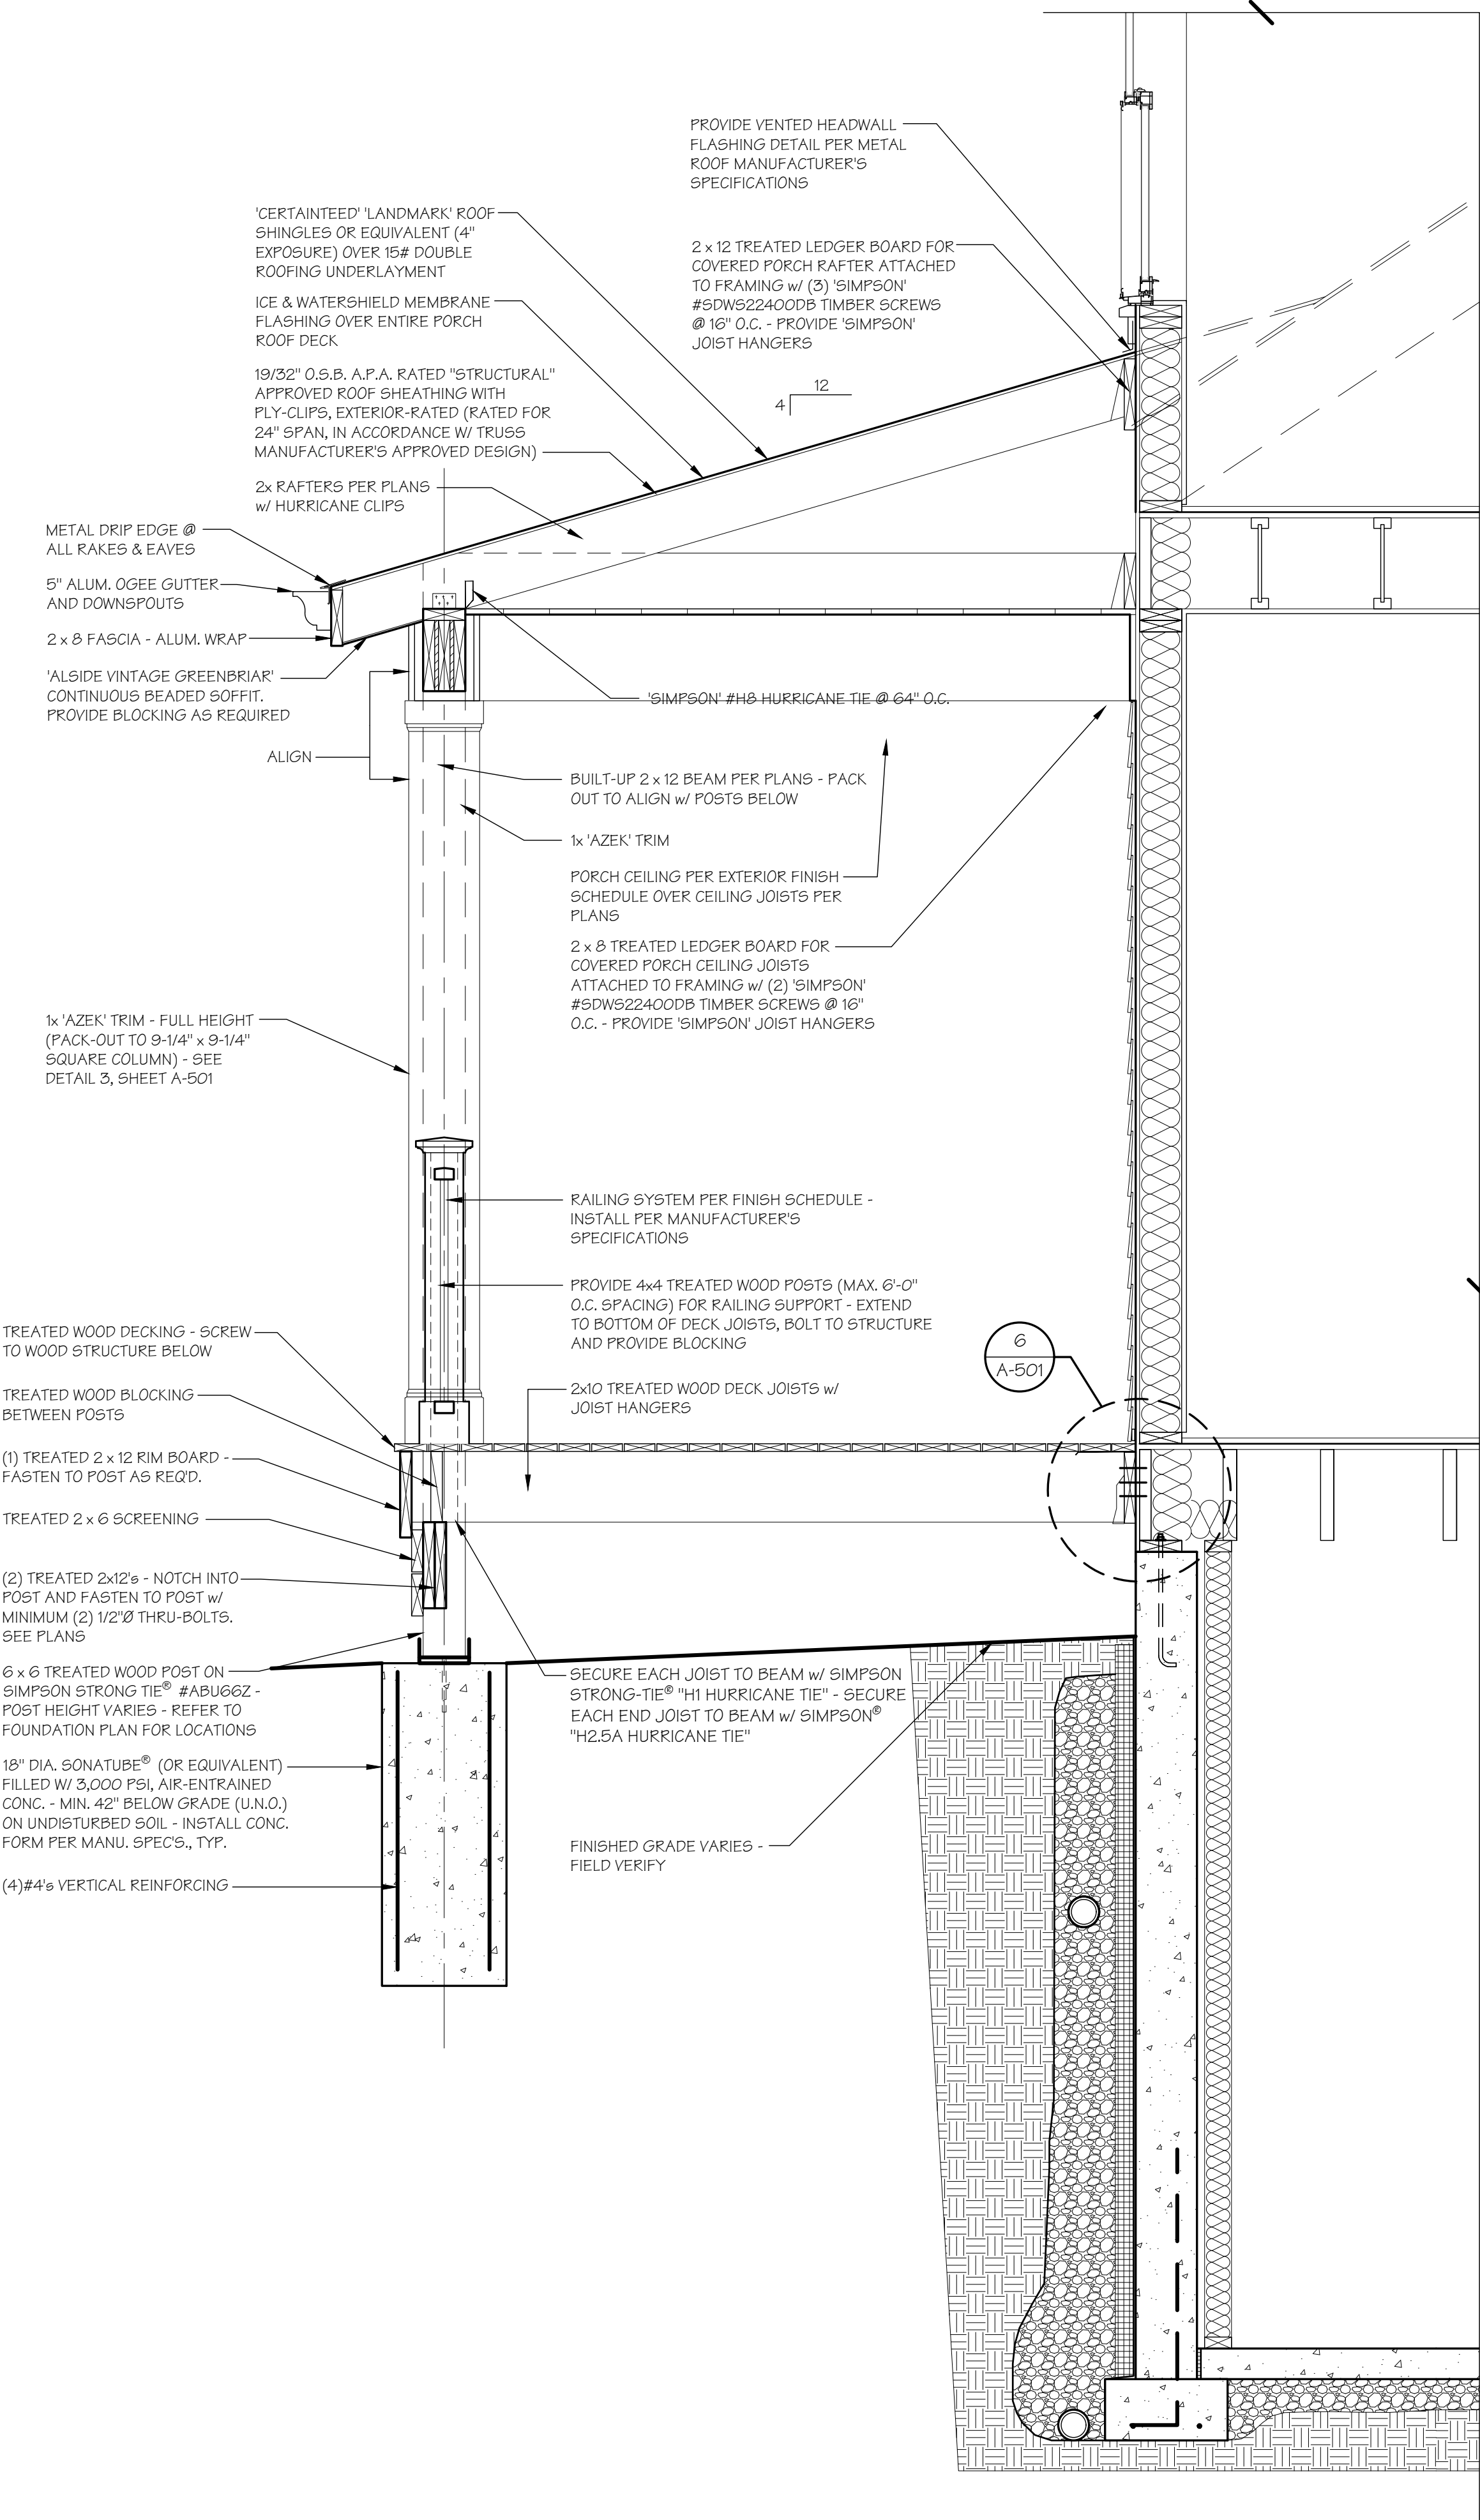 PROVIDE VENTED HEADWALL
FLASHING DETAIL PER METAL
ROOF MANUFACTURER'S
SPECIFICATIONS
'CERTAINTEED' 'LANDMARK' ROOF
SHINGLES OR EQUIVALENT (4"
EXPOSURE) OVER 15# DOUBLE
ROOFING UNDERLAYMENT
2 x 12 TREATED LEDGER BOARD FOR
COVERED PORCH RAFTER ATTACHED
TO FRAMING w/ (3) 'SIMPSON'
#SDWS22400DB TIMBER SCREWS
@ 16" O.C. - PROVIDE 'SIMPSON'
JOIST HANGERS
ICE & WATERSHIELD MEMBRANE
FLASHING OVER ENTIRE PORCH
ROOF DECK
19/32" O.S.B. A.P.A. RATED "STRUCTURAL"
APPROVED ROOF SHEATHING WITH
PLY-CLIPS, EXTERIOR-RATED (RATED FOR
24" SPAN, IN ACCORDANCE W/ TRUSS
MANUFACTURER'S APPROVED DESIGN)
12
4
2x RAFTERS PER PLANS
w/ HURRICANE CLIPS
METAL DRIP EDGE @
ALL RAKES & EAVES
5" ALUM. OGEE GUTTER
AND DOWNSPOUTS
2 x 8 FASCIA - ALUM. WRAP
'ALSIDE VINTAGE GREENBRIAR'
CONTINUOUS BEADED SOFFIT.
PROVIDE BLOCKING AS REQUIRED
'SIMPSON' #H8 HURRICANE TIE @ 64" O.C.
ALIGN
BUILT-UP 2 x 12 BEAM PER PLANS - PACK
OUT TO ALIGN w/ POSTS BELOW
1x 'AZEK' TRIM
PORCH CEILING PER EXTERIOR FINISH
SCHEDULE OVER CEILING JOISTS PER
PLANS
2 x 8 TREATED LEDGER BOARD FOR
COVERED PORCH CEILING JOISTS
ATTACHED TO FRAMING w/ (2) 'SIMPSON'
#SDWS22400DB TIMBER SCREWS @ 16"
O.C. - PROVIDE 'SIMPSON' JOIST HANGERS
1x 'AZEK' TRIM - FULL HEIGHT
(PACK-OUT TO 9-1/4" x 9-1/4"
SQUARE COLUMN) - SEE
DETAIL 3, SHEET A-501
RAILING SYSTEM PER FINISH SCHEDULE -
INSTALL PER MANUFACTURER'S
SPECIFICATIONS
PROVIDE 4x4 TREATED WOOD POSTS (MAX. 6'-0"
O.C. SPACING) FOR RAILING SUPPORT - EXTEND
TO BOTTOM OF DECK JOISTS, BOLT TO STRUCTURE
AND PROVIDE BLOCKING
6
A-501
TREATED WOOD DECKING - SCREW
TO WOOD STRUCTURE BELOW
2x10 TREATED WOOD DECK JOISTS w/
JOIST HANGERS
TREATED WOOD BLOCKING
BETWEEN POSTS
(1) TREATED 2 x 12 RIM BOARD -
FASTEN TO POST AS REQ'D.
TREATED 2 x 6 SCREENING
(2) TREATED 2x12's - NOTCH INTO
POST AND FASTEN TO POST w/
MINIMUM (2) 1/2"Ø THRU-BOLTS.
SEE PLANS
6 x 6 TREATED WOOD POST ON
SIMPSON STRONG TIE® #ABU66Z -
POST HEIGHT VARIES - REFER TO
FOUNDATION PLAN FOR LOCATIONS
SECURE EACH JOIST TO BEAM w/ SIMPSON
STRONG-TIE® "H1 HURRICANE TIE" - SECURE
EACH END JOIST TO BEAM w/ SIMPSON®
"H2.5A HURRICANE TIE"
18" DIA. SONATUBE® (OR EQUIVALENT)
FILLED W/ 3,000 PSI, AIR-ENTRAINED
CONC. - MIN. 42" BELOW GRADE (U.N.O.)
ON UNDISTURBED SOIL - INSTALL CONC.
FORM PER MANU. SPEC'S., TYP.
FINISHED GRADE VARIES -
FIELD VERIFY
(4)#4's VERTICAL REINFORCING